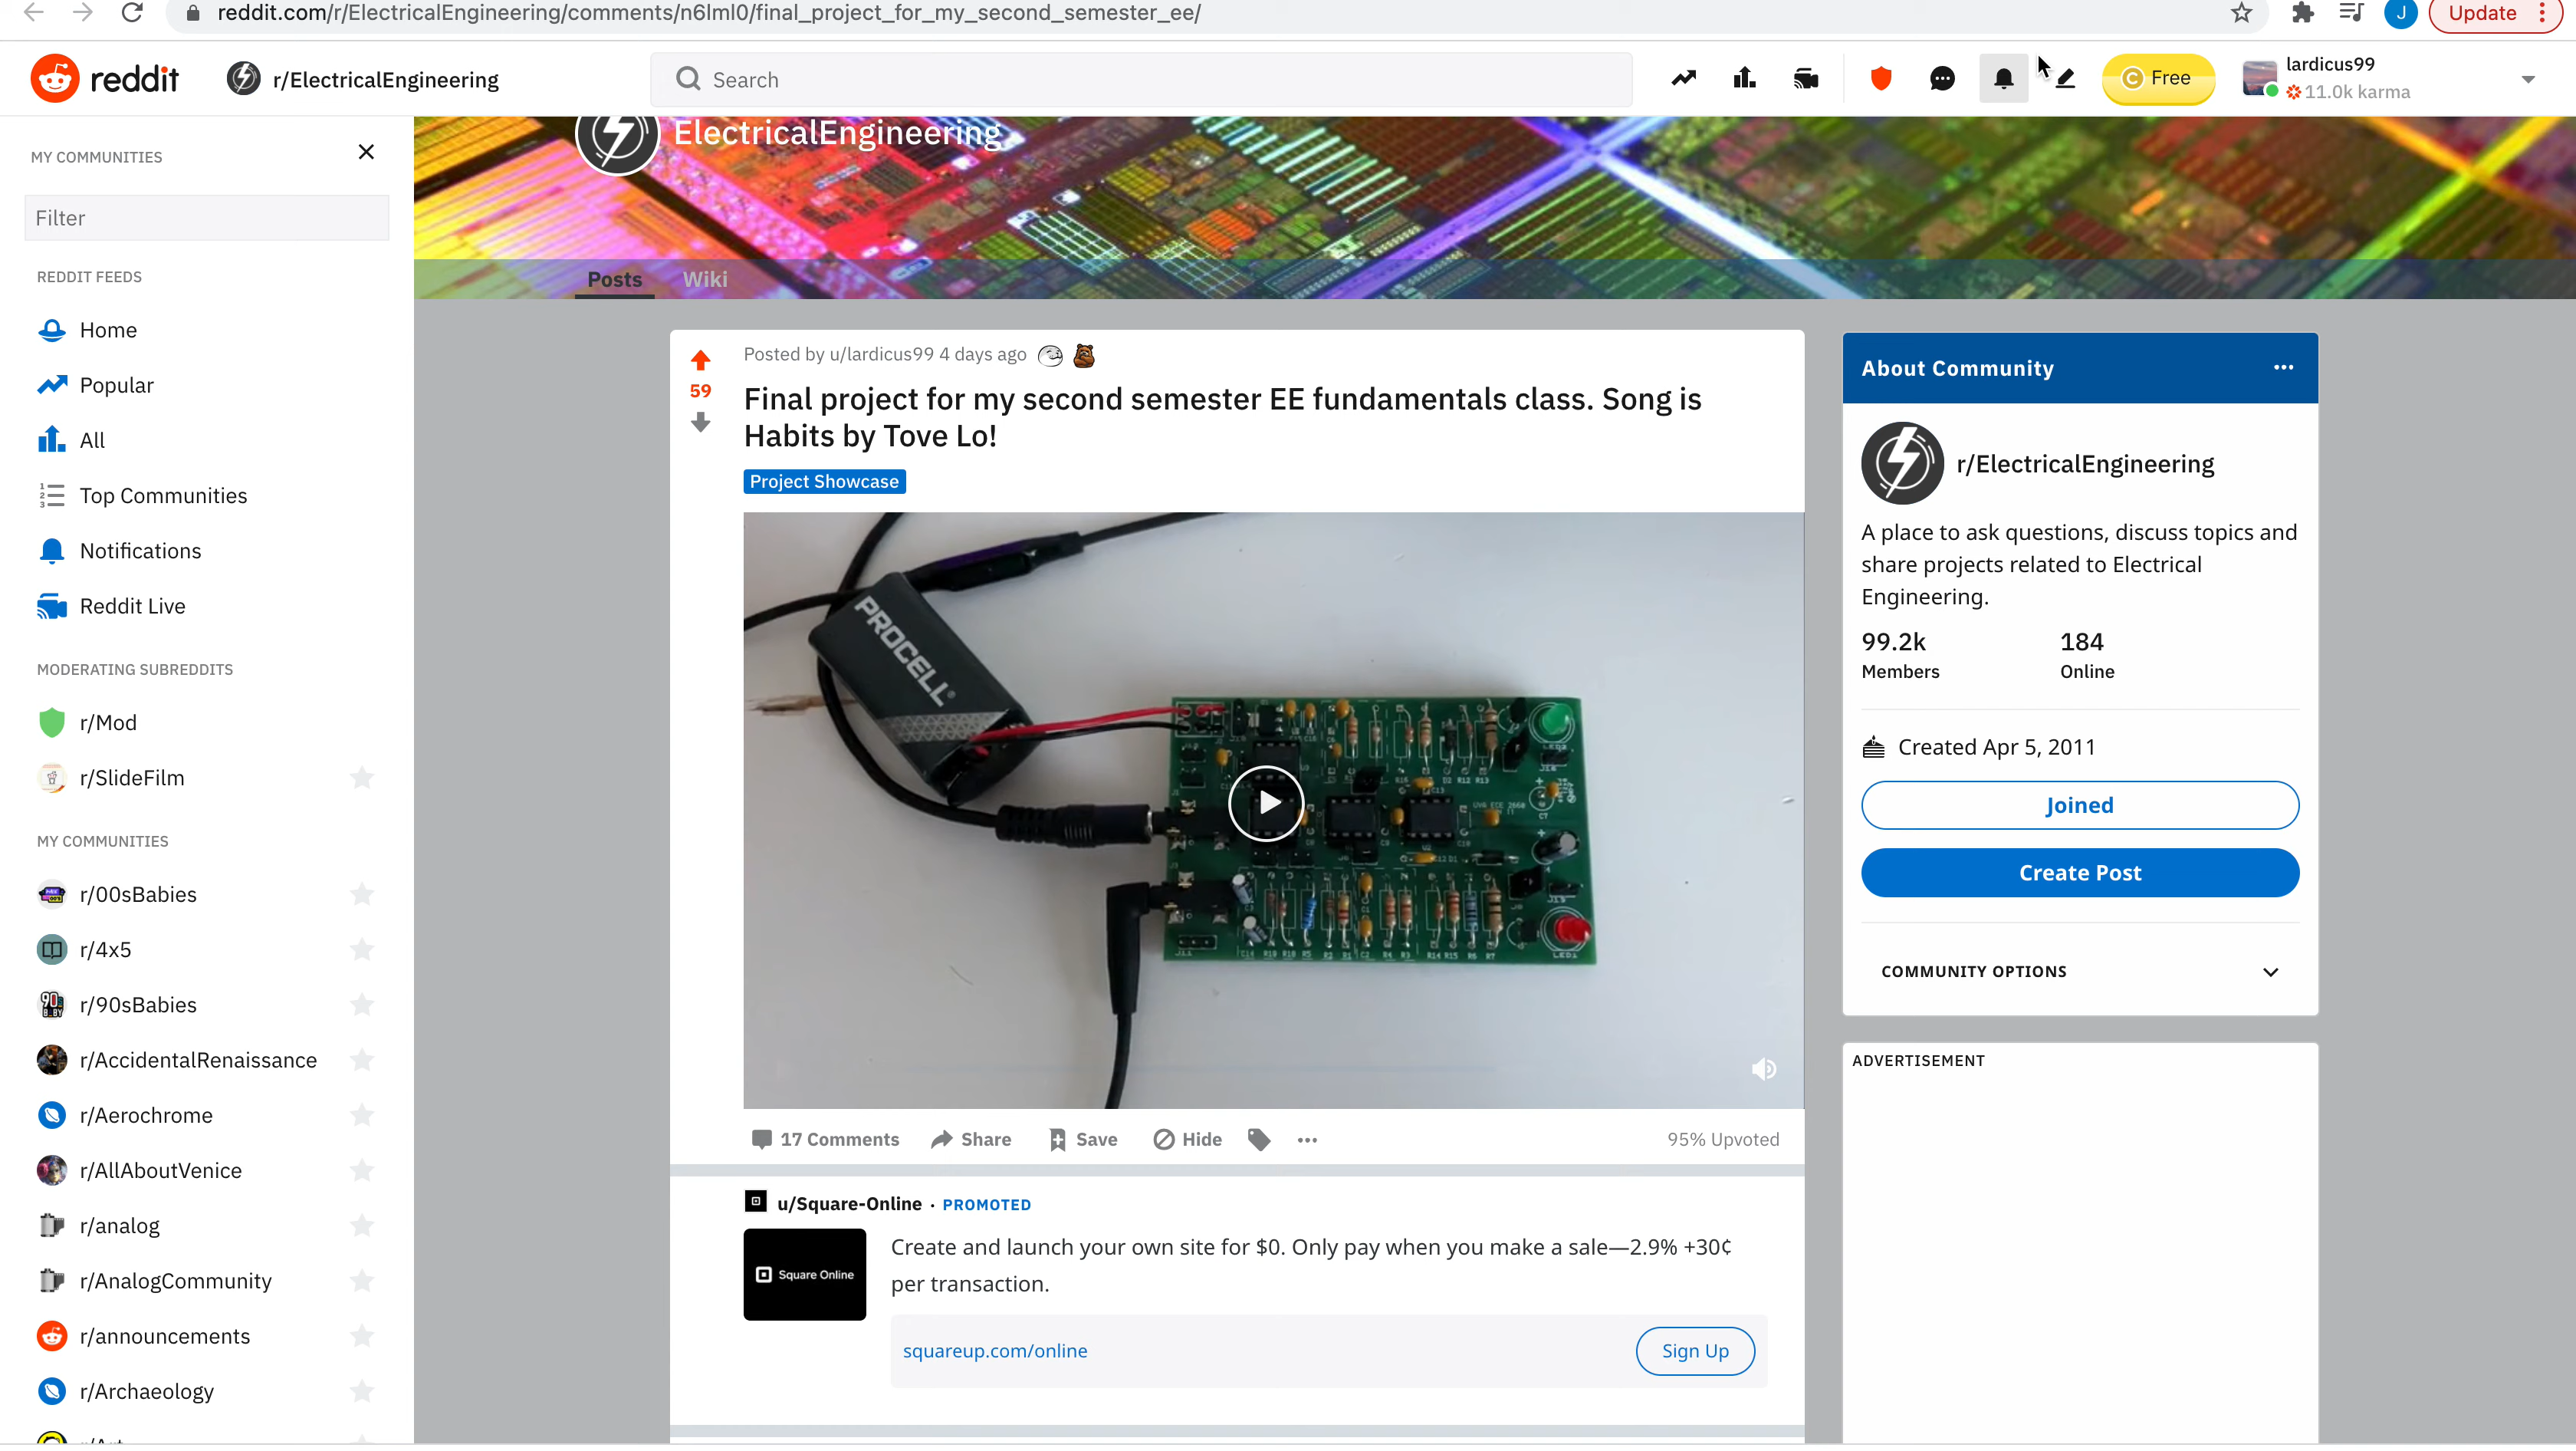 reddit.com/r/ElectricalEngineering/comments/n6lml0/final_project_for_my_second_semester_ee/
J
Update
reddit
r/ElectricalEngineering
Search
Free
lardicus99
11.0k karma
MY COMMUNITIES
Filter
REDDIT FEEDS
Home
Popular
All
Top Communities
Notifications
Reddit Live
MODERATING SUBREDDITS
r/Mod
r/SlideFilm
MY COMMUNITIES
r/00sBabies
r/4x5
r/90sBabies
r/AccidentalRenaissance
r/Aerochrome
r/AllAboutVenice
r/analog
r/AnalogCommunity
r/announcements
r/Archaeology
ElectricalEngineering
Posts
Wiki
59
Posted by u/lardicus99 4 days ago
Final project for my second semester EE fundamentals class. Song is
Habits by Tove Lo!
Project Showcase
PROCELL
UVA ECE 2660
17 Comments
Share
Save
Hide
95% Upvoted
u/Square-Online · PROMOTED
Square Online
Create and launch your own site for $0. Only pay when you make a sale—2.9% +30¢
per transaction.
squareup.com/online
Sign Up
About Community
r/ElectricalEngineering
A place to ask questions, discuss topics and
share projects related to Electrical
Engineering.
99.2k
Members
184
Online
Created Apr 5, 2011
Joined
Create Post
COMMUNITY OPTIONS
ADVERTISEMENT